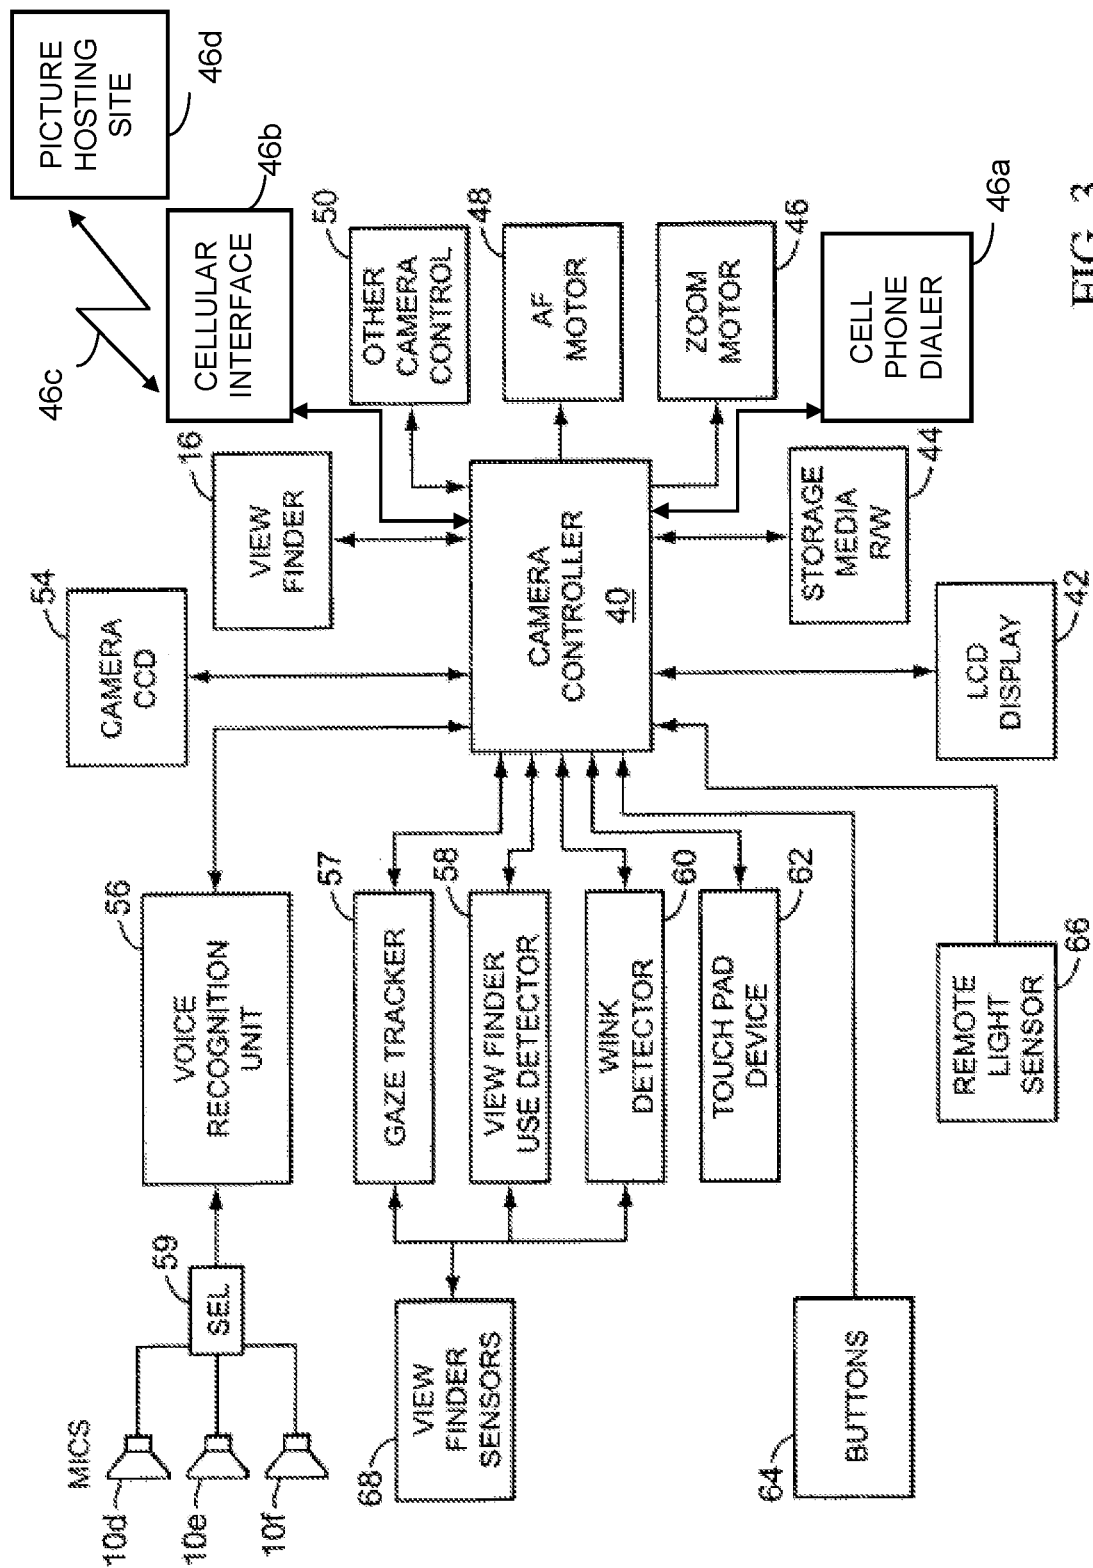 MICS
10d
10e
10f
SEL
59
VOICE
RECOGNITION
UNIT
56
CAMERA
CCD
54
VIEW
FINDER
16
CELLULAR
INTERFACE
46b
46c
PICTURE
HOSTING
SITE
46d
VIEW
FINDER
SENSORS
68
GAZE TRACKER
57
VIEW FINDER
USE DETECTOR
58
WINK
DETECTOR
60
TOUCH PAD
DEVICE
62
CAMERA
CONTROLLER
40
OTHER
CAMERA
CONTROL
50
AF
MOTOR
48
ZOOM
MOTOR
46
BUTTONS
64
REMOTE
LIGHT
SENSOR
66
LCD
DISPLAY
42
STORAGE
MEDIA
R/W
44
CELL
PHONE
DIALER
46a
FIG. 3